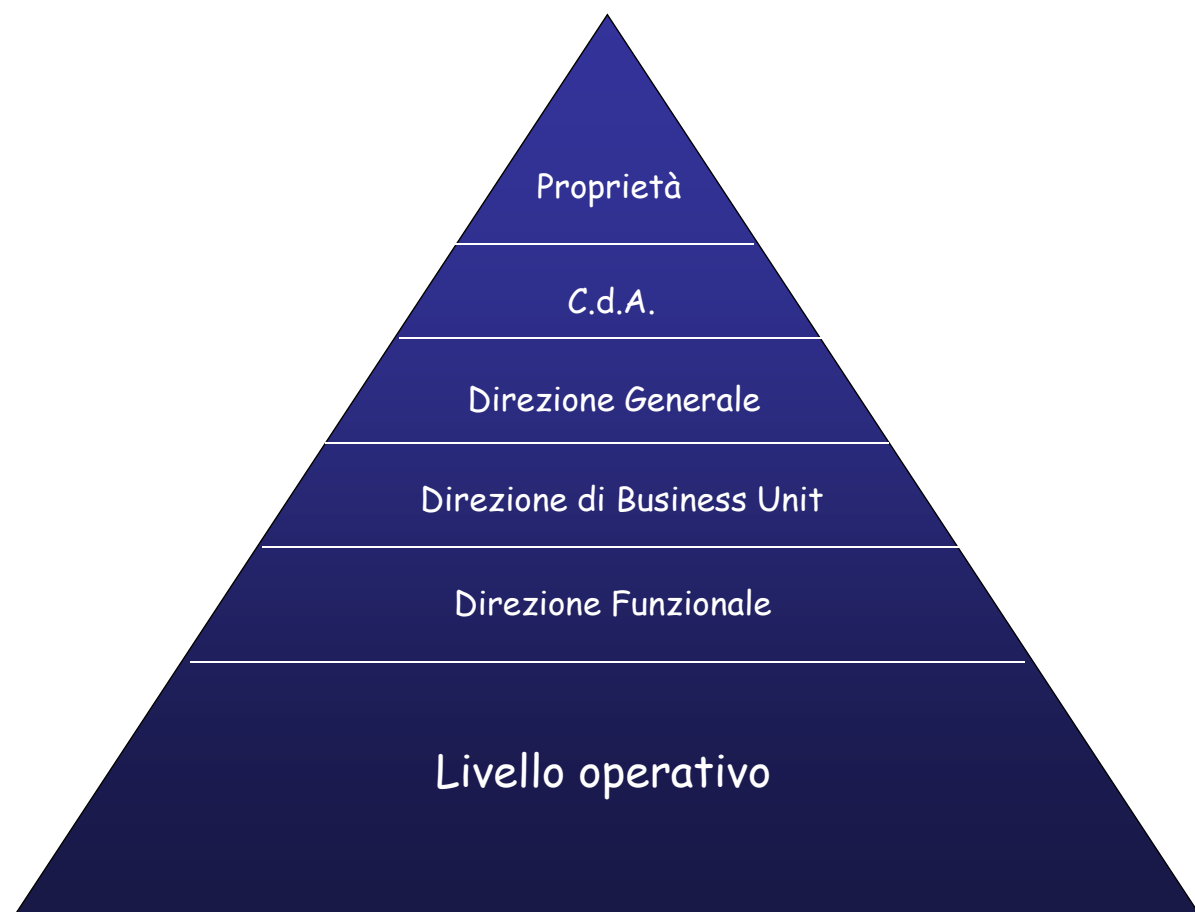 Proprietà
C.d.A.
Direzione Generale
Direzione di Business Unit
Direzione Funzionale
Livello operativo